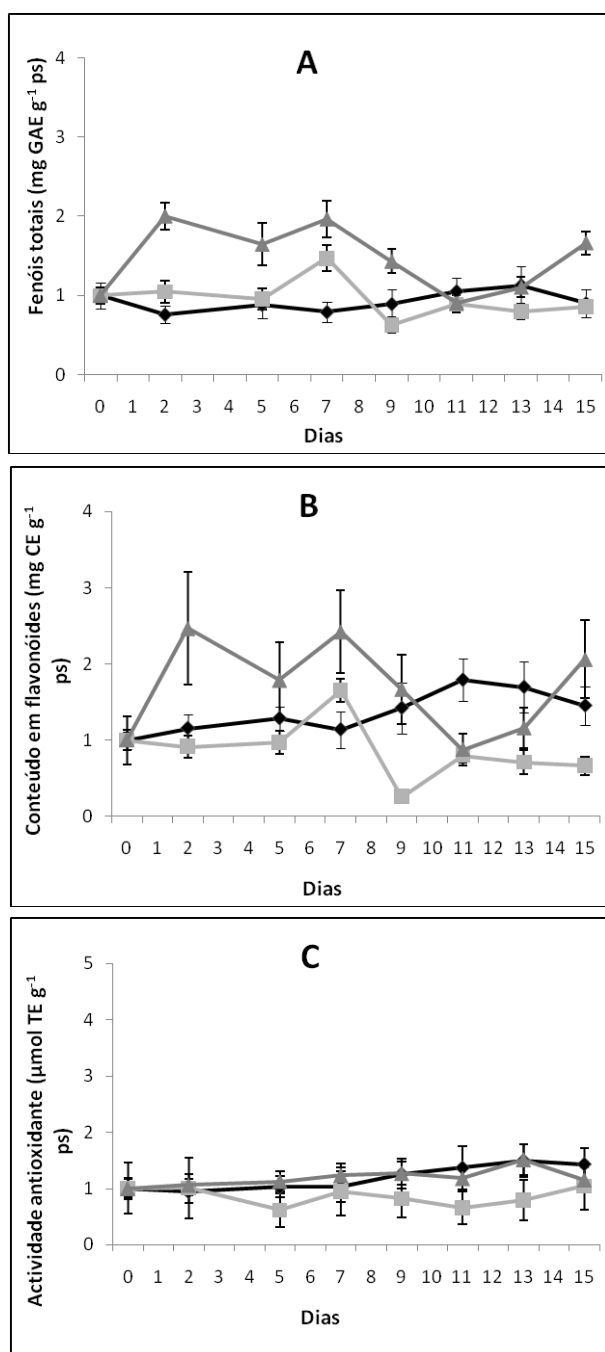 A
Fenóis totais (mg GAE g⁻¹ ps)
4
3
2
1
0
0 1 2 3 4 5 6 7 8 9 10 11 12 13 14 15
Dias
B
Conteúdo em flavonóides (mg CE g⁻¹
ps)
4
3
2
1
0
0 1 2 3 4 5 6 7 8 9 10 11 12 13 14 15
Dias
C
Actividade antioxidante (µmol TE g⁻¹
ps)
5
4
3
2
1
0
0 1 2 3 4 5 6 7 8 9 10 11 12 13 14 15
Dias